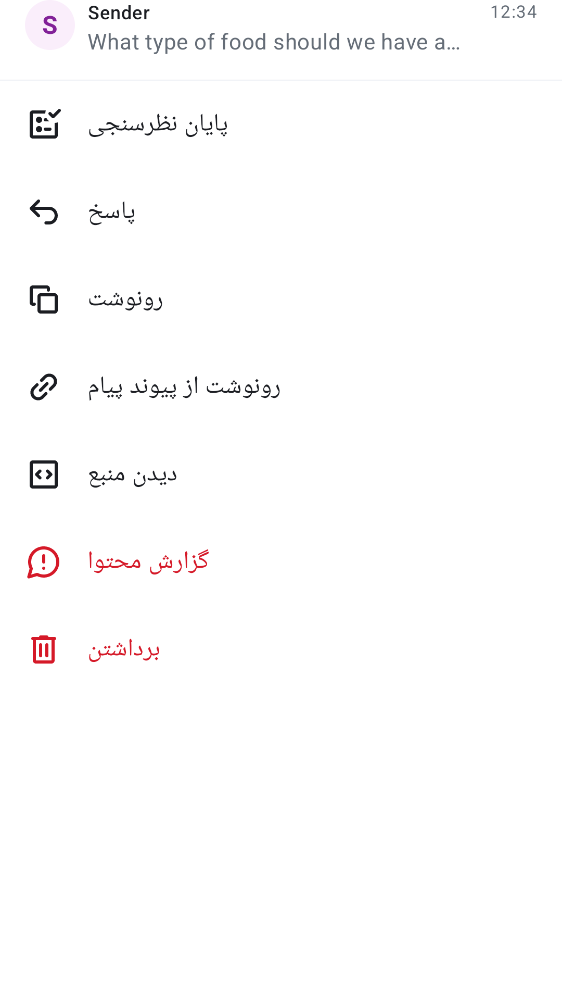 S
Sender
12:34
What type of food should we have a…
پایان نظرسنجی
پاسخ
رونوشت
رونوشت از پیوند پیام
دیدن منبع
گزارش محتوا
برداشتن